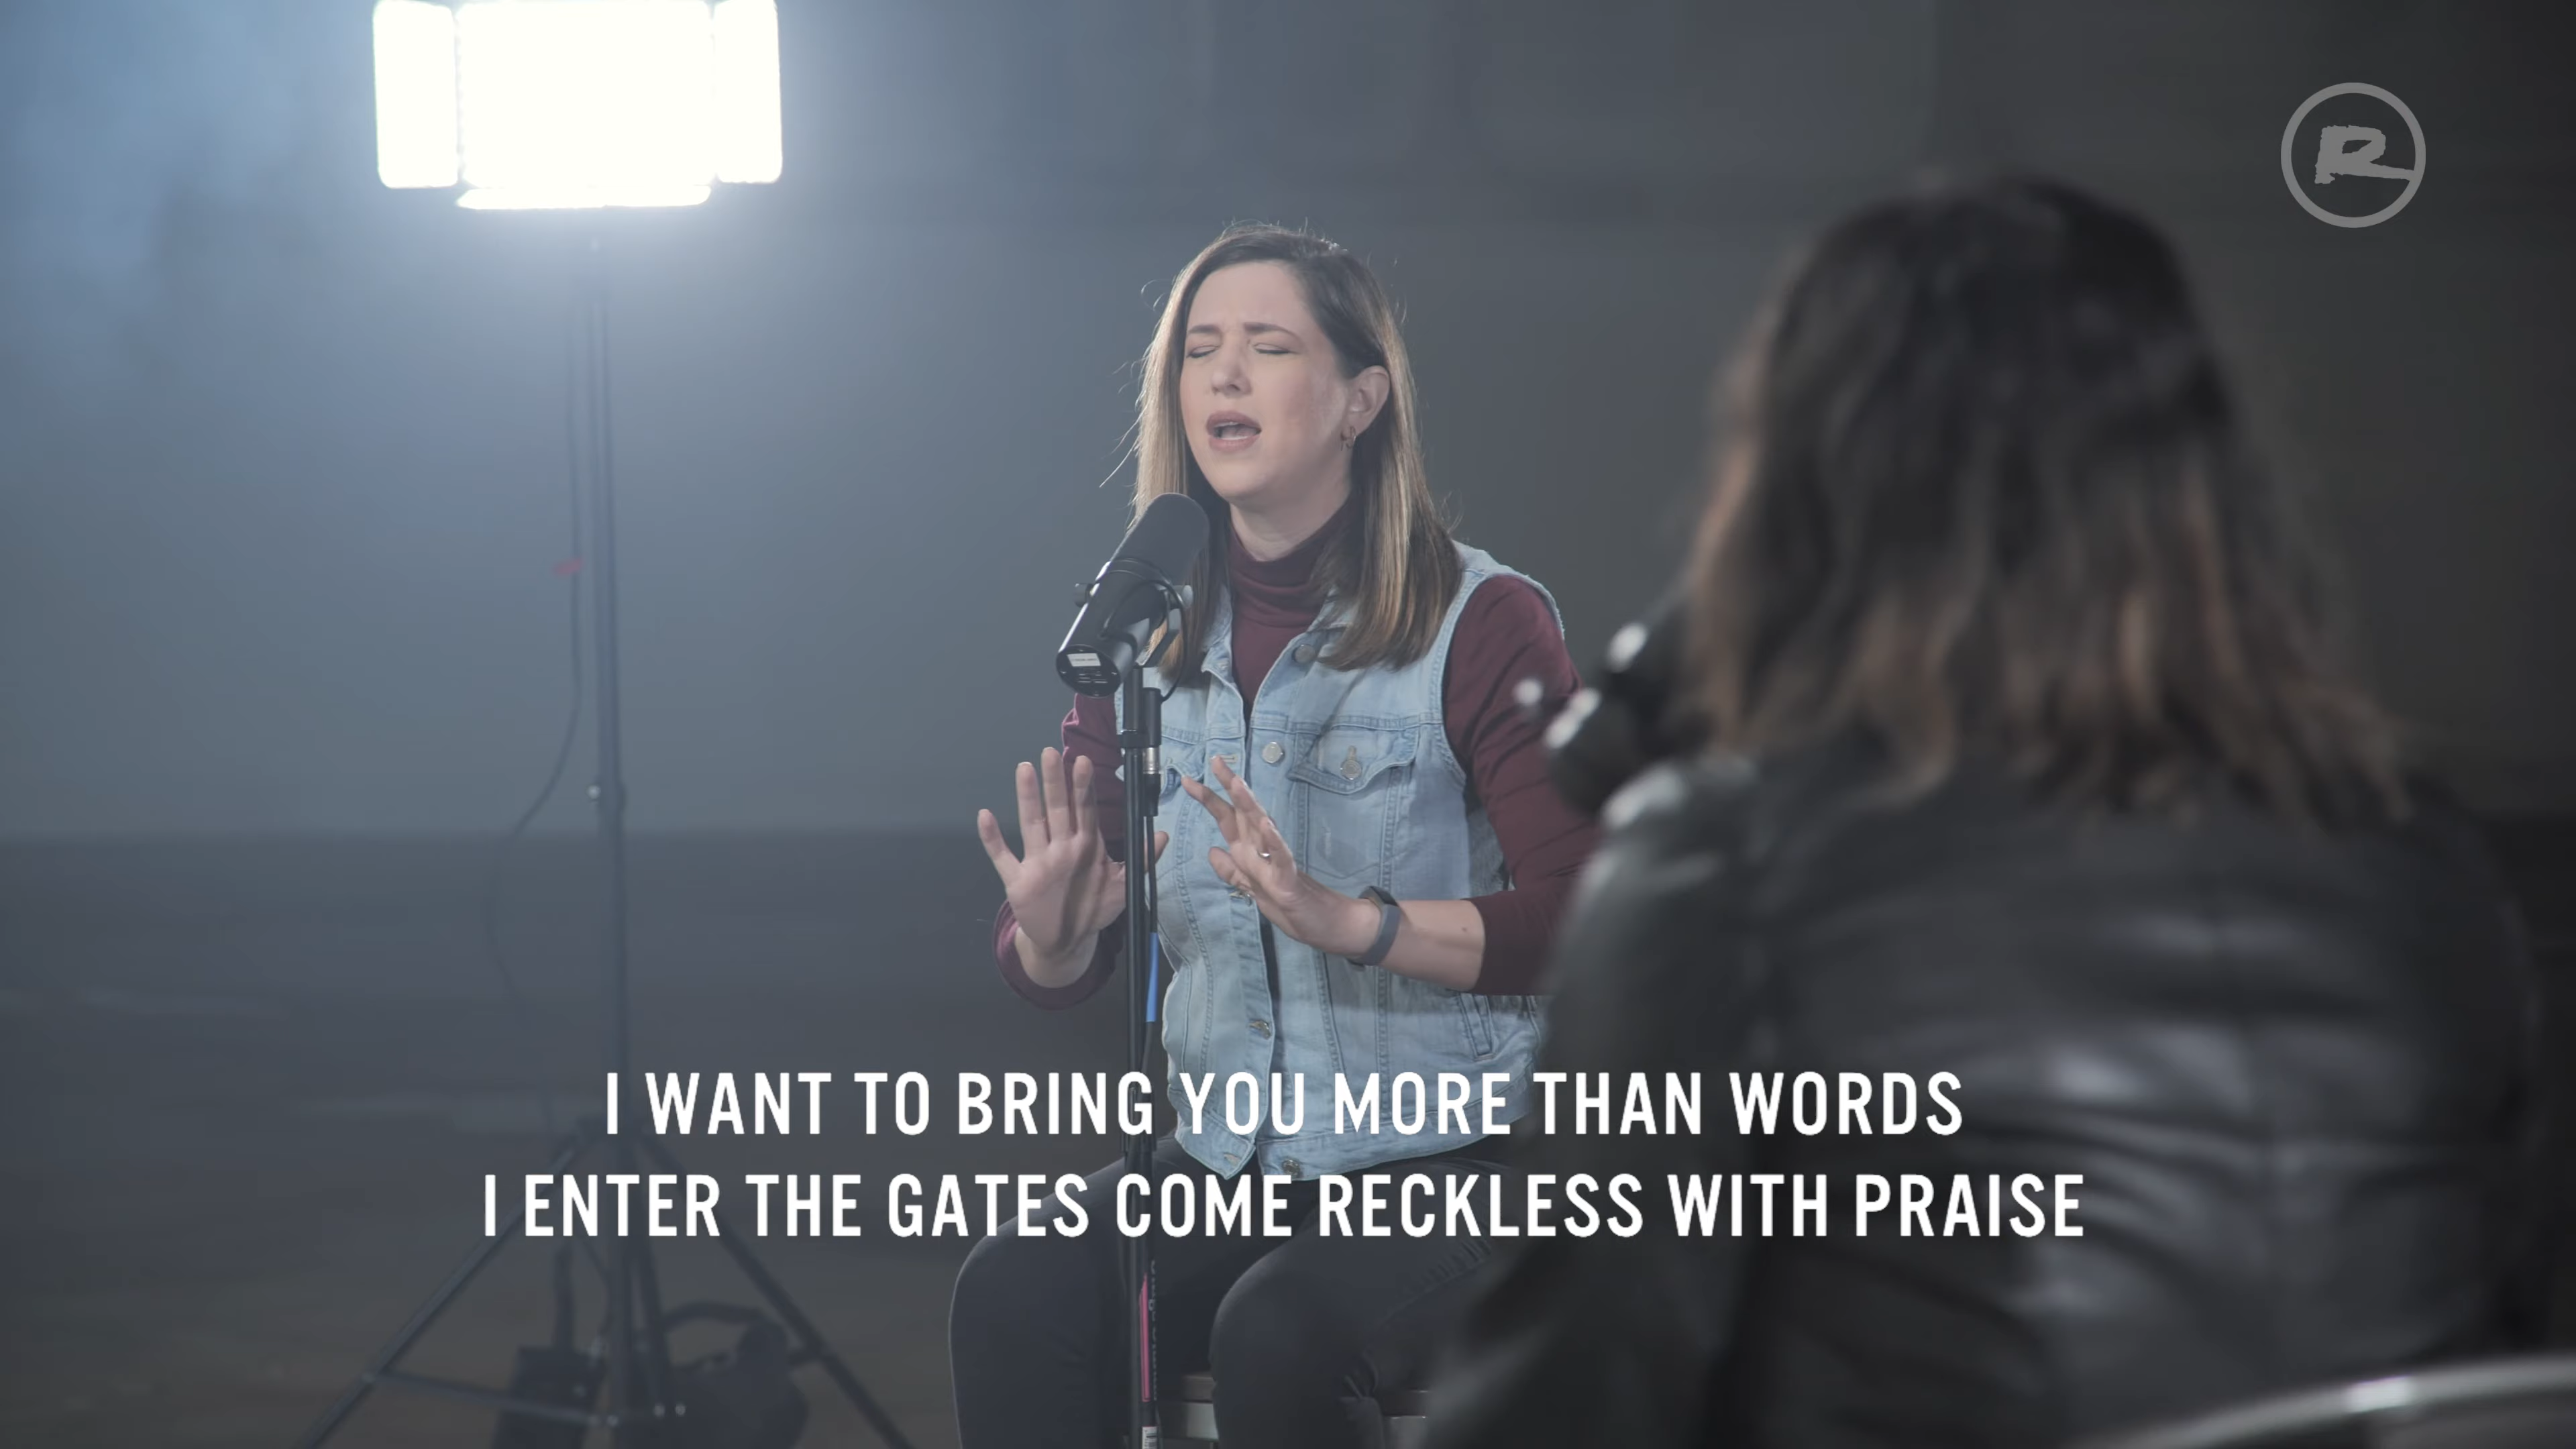 R
I WANT TO BRING YOU MORE THAN WORDS
I ENTER THE GATES COME RECKLESS WITH PRAISE